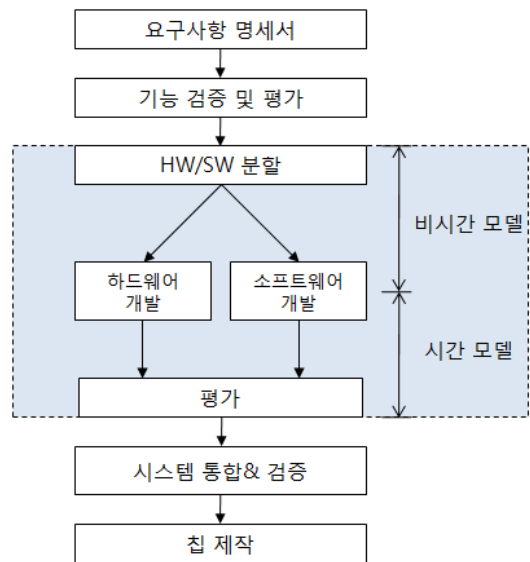 요구사항 명세서
기능 검증 및 평가
HW/SW 분할
비시간 모델
하드웨어
개발
소프트웨어
개발
시간 모델
평가
시스템 통합& 검증
칩 제작